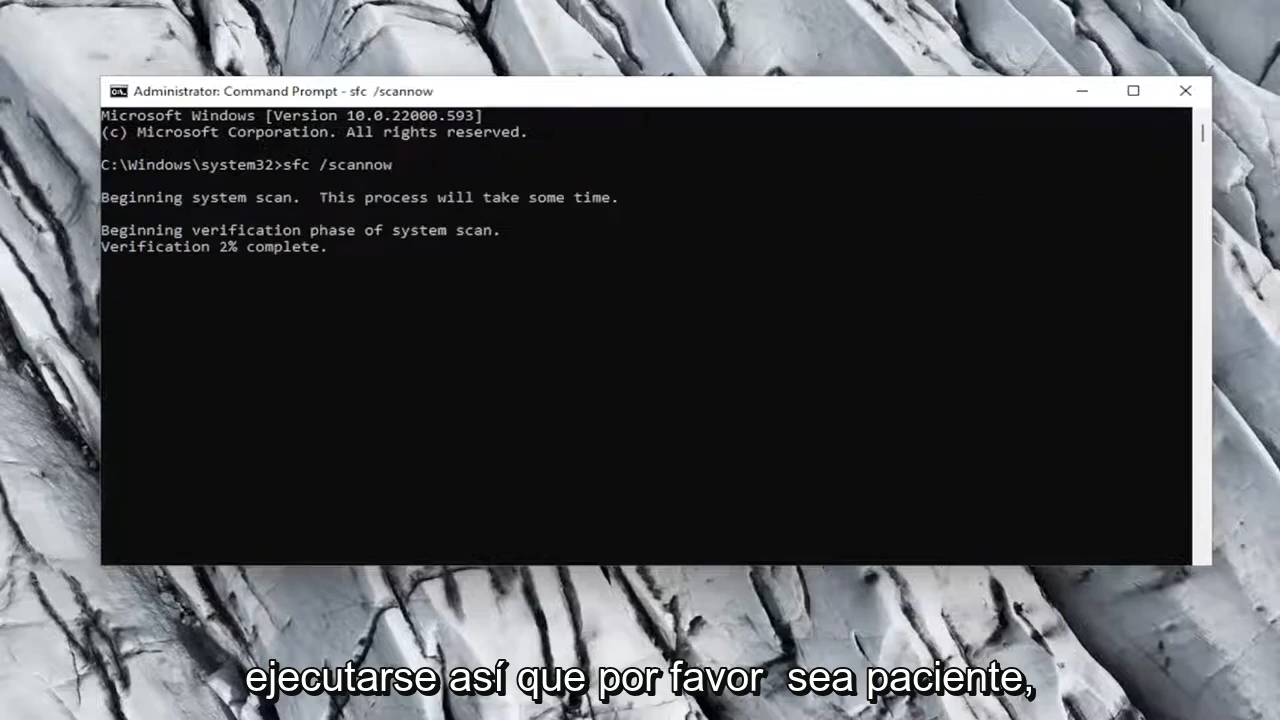 Administrator: Command Prompt - sfc  /scannow
Microsoft Windows [Version 10.0.22000.593]
(c) Microsoft Corporation. All rights reserved.
C:\Windows\system32>sfc /scannow
Beginning system scan.  This process will take some time.
Beginning verification phase of system scan.
Verification 2% complete.
ejecutarse así que por favor  sea paciente,